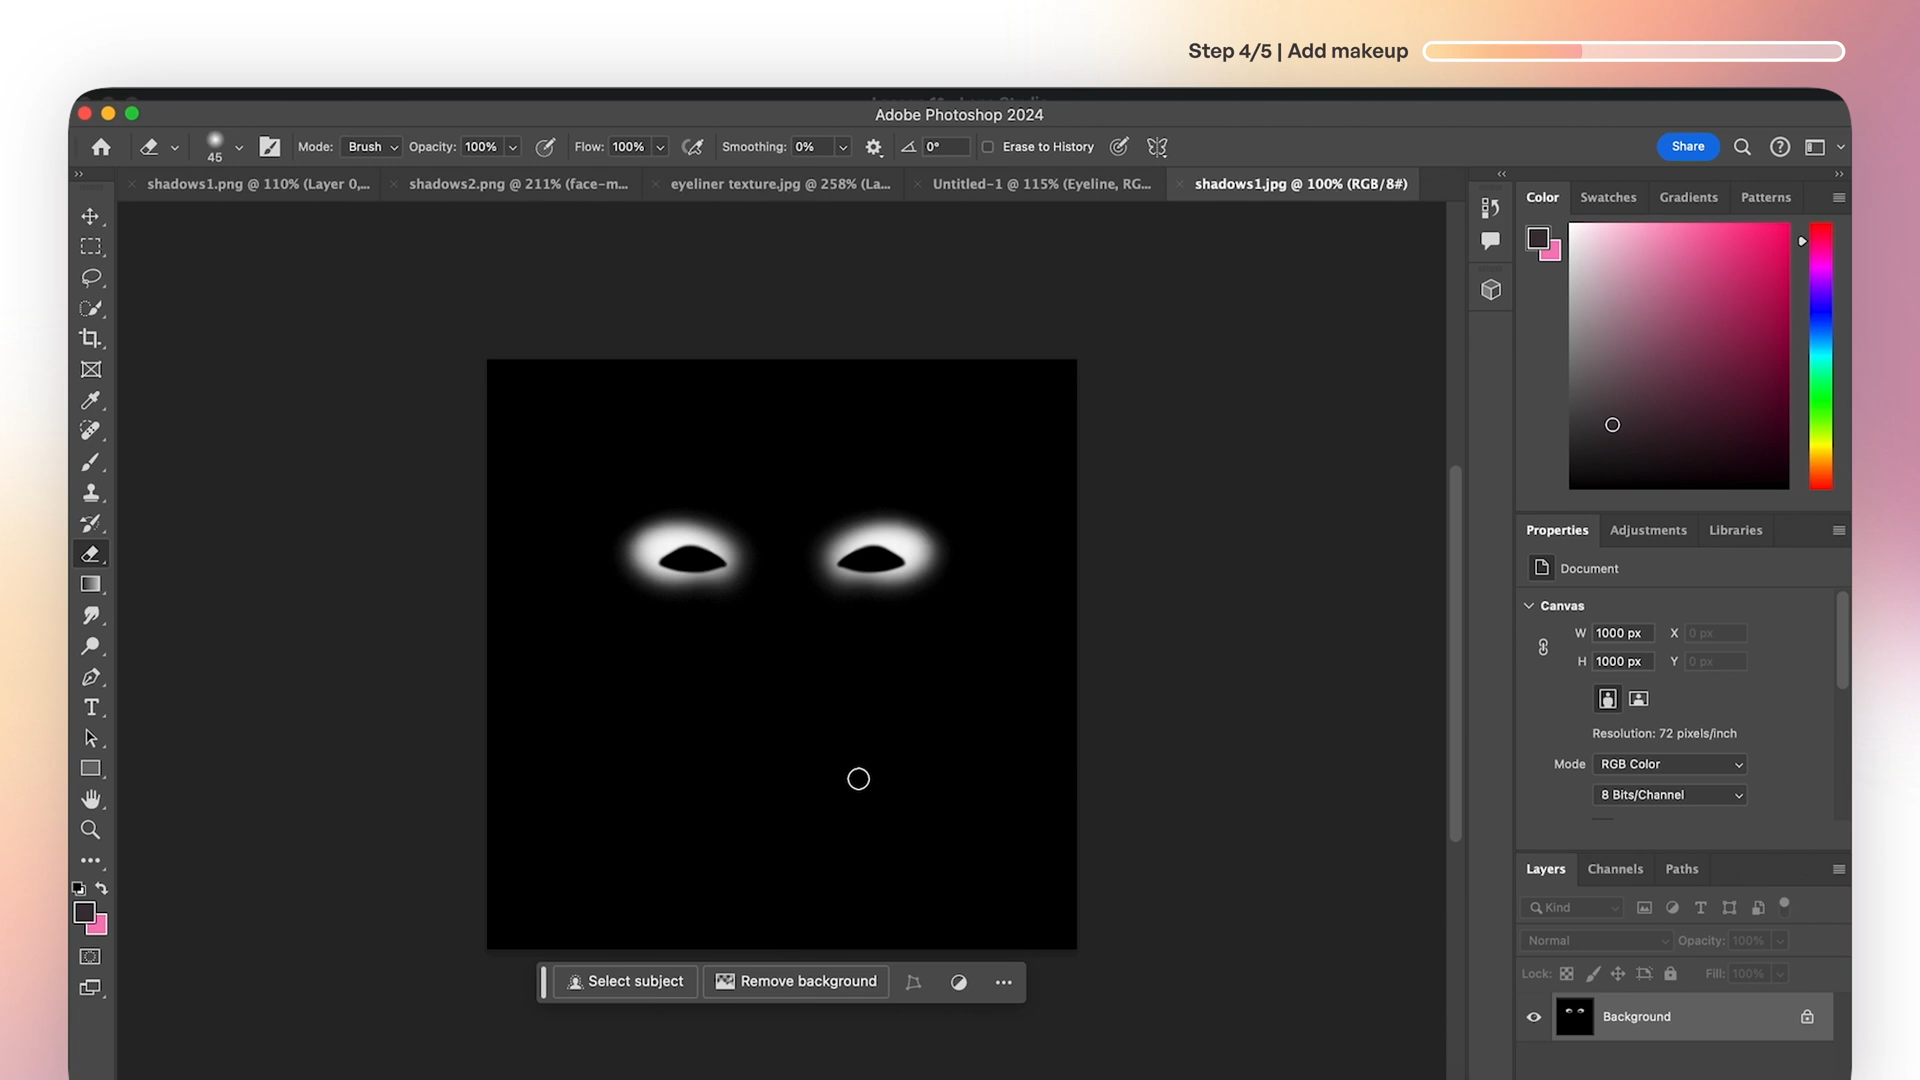 Step 4/5 | Add makeup
Adobe Photoshop 2024
45
Mode: Brush Opacity: 100% Flow: 100% Smoothing: 0% 0° Erase to History
Share
shadows1.png @ 110% (Layer 0,...
shadows2.png @ 211% (face-m...
eyeliner texture.jpg @ 258% (La...
Untitled-1 @ 115% (Eyeline, RG...
shadows1.jpg @ 100% (RGB/8#)
Color Swatches Gradients Patterns
Properties Adjustments Libraries
Document
Canvas
W 1000 px X 0 px
H 1000 px Y 0 px
Resolution: 72 pixels/inch
Mode RGB Color
8 Bits/Channel
Layers Channels Paths
Kind
Normal Opacity: 100%
Lock: Fill: 100%
Background
Select subject Remove background